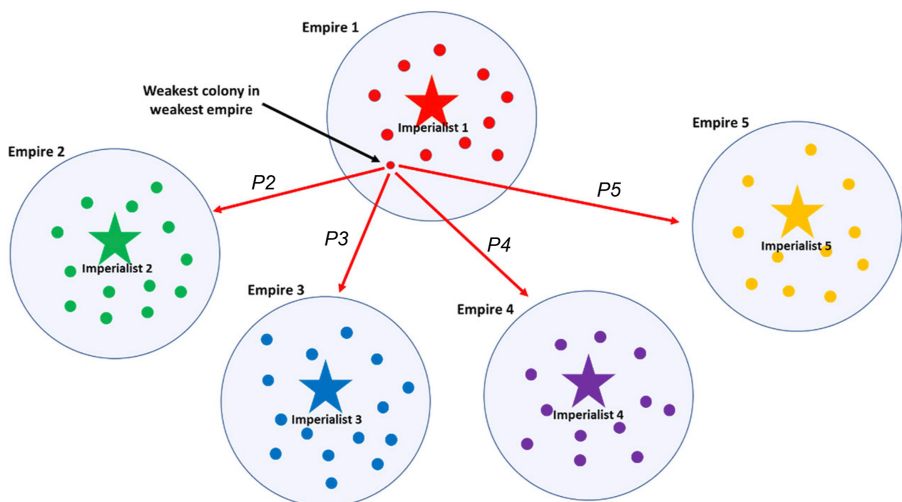 Empire 1
Weakest colony in
weakest empire
Imperialist 1
Empire 5
Empire 2
P2
P5
P3
P4
Imperialist 5
Imperialist 2
Empire 3
Empire 4
Imperialist 3
Imperialist 4